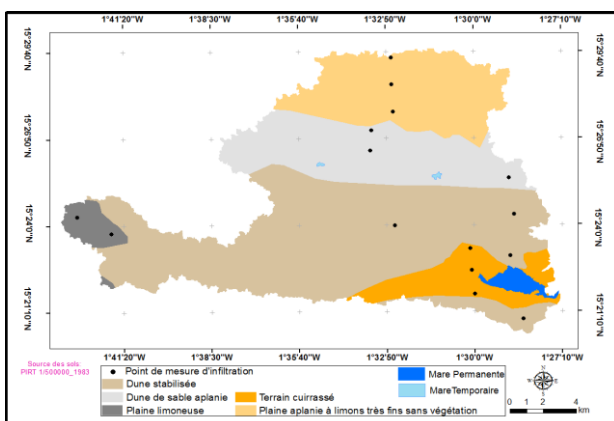 1°41'20"O 1°38'30"O 1°35'40"O 1°32'50"O 1°30'0"O 1°27'10"O
15°29'40"N 15°29'40"N
15°26'50"N 15°26'50"N
15°24'0"N 15°24'0"N
15°21'10"N 15°21'10"N
1°41'20"O 1°38'30"O 1°35'40"O 1°32'50"O 1°30'0"O 1°27'10"O
Source des sols:
PIRT 1/500000_1983
Point de mesure d'infiltration
Dune stabilisée
Dune de sable aplanie
Plaine limoneuse
Terrain cuirrassé
Plaine aplanie à limons très fins sans végétation
Mare Permanente
MareTemporaire
N
W E
S
0 1 2 4
km